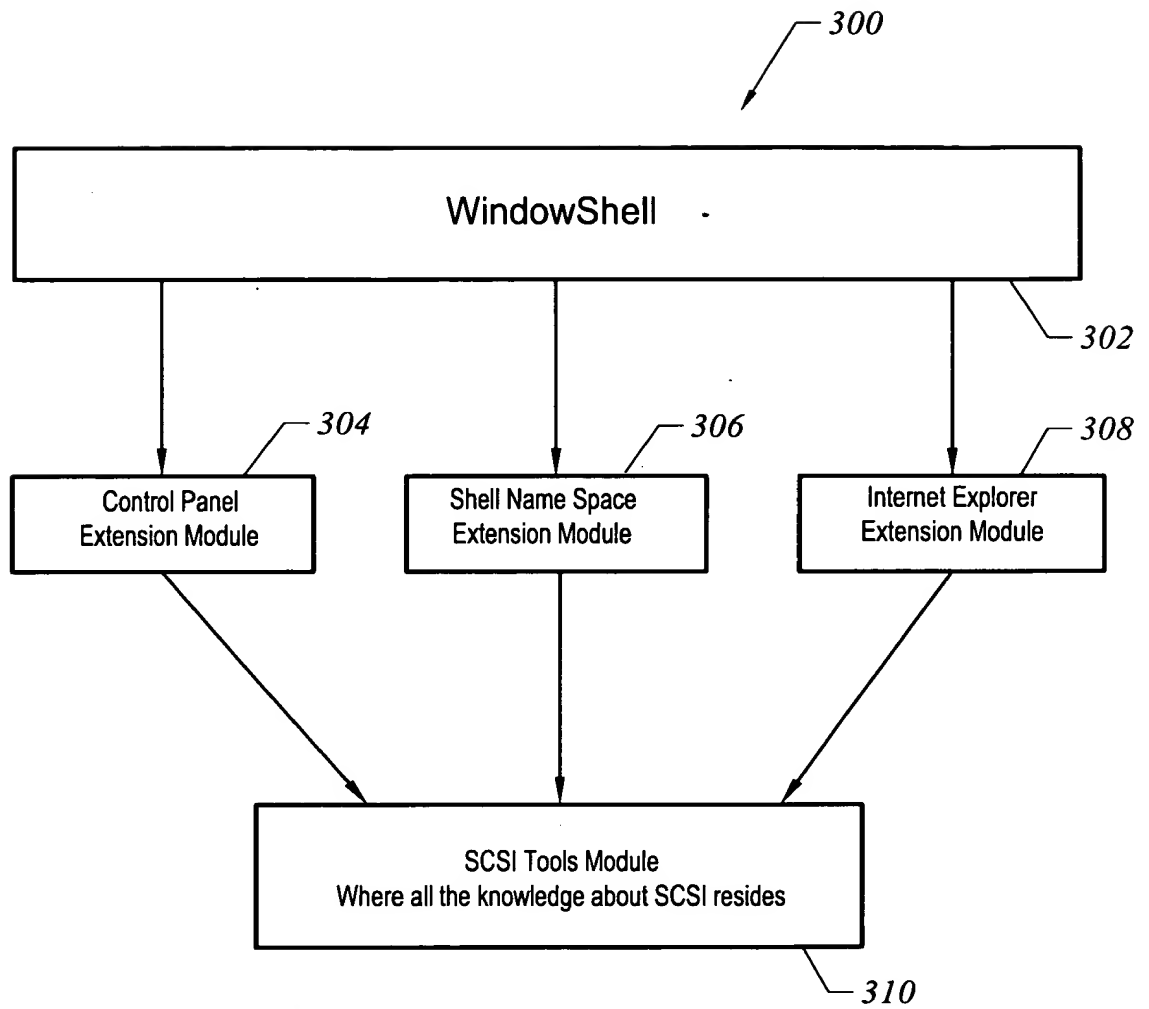 300
WindowShell
302
304
306
308
Control Panel
Extension Module
Shell Name Space
Extension Module
Internet Explorer
Extension Module
SCSI Tools Module
Where all the knowledge about SCSI resides
310